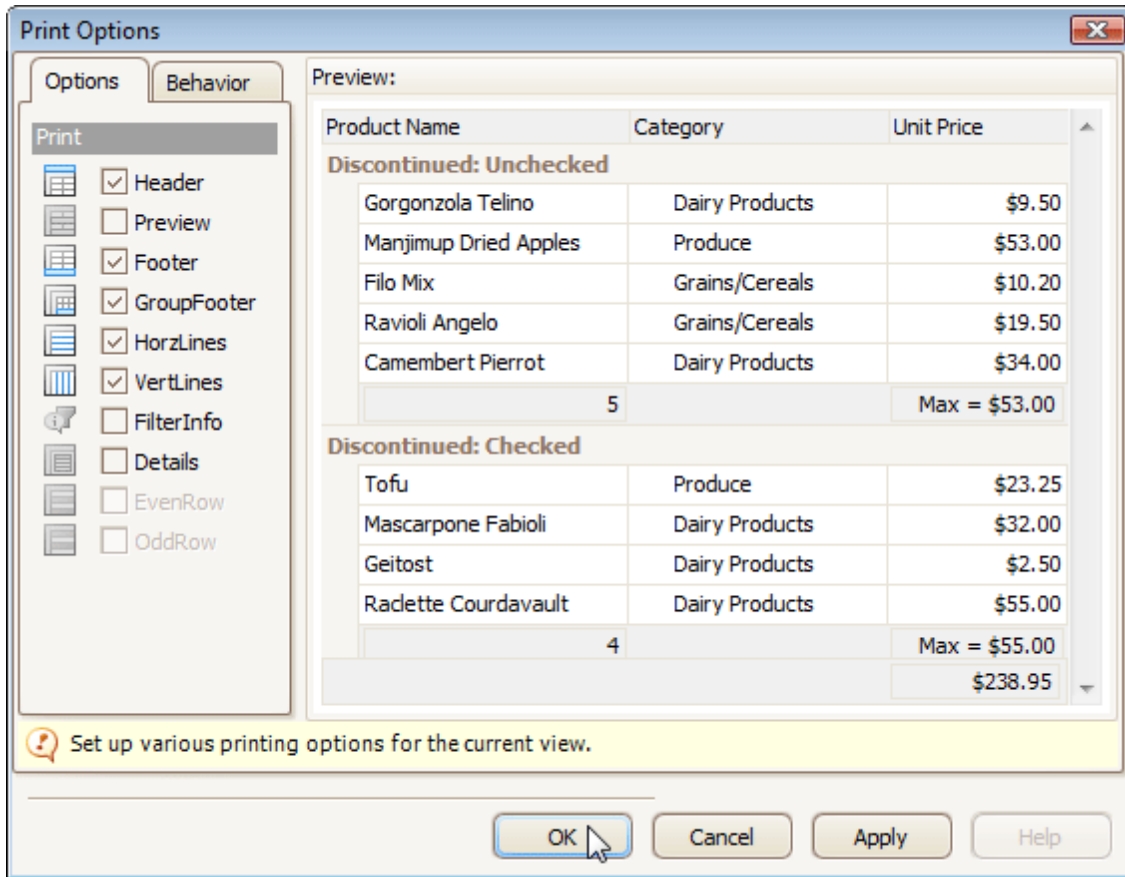 Print Options
Options Behavior
Print
Header
Preview
Footer
GroupFooter
HorzLines
VertLines
FilterInfo
Details
EvenRow
OddRow
Preview:
Product Name Category Unit Price
Discontinued: Unchecked
Gorgonzola Telino Dairy Products $9.50
Manjimup Dried Apples Produce $53.00
Filo Mix Grains/Cereals $10.20
Ravioli Angelo Grains/Cereals $19.50
Camembert Pierrot Dairy Products $34.00
5 Max = $53.00
Discontinued: Checked
Tofu Produce $23.25
Mascarpone Fabioli Dairy Products $32.00
Geitost Dairy Products $2.50
Raclette Courdavault Dairy Products $55.00
4 Max = $55.00
$238.95
Set up various printing options for the current view.
OK Cancel Apply Help